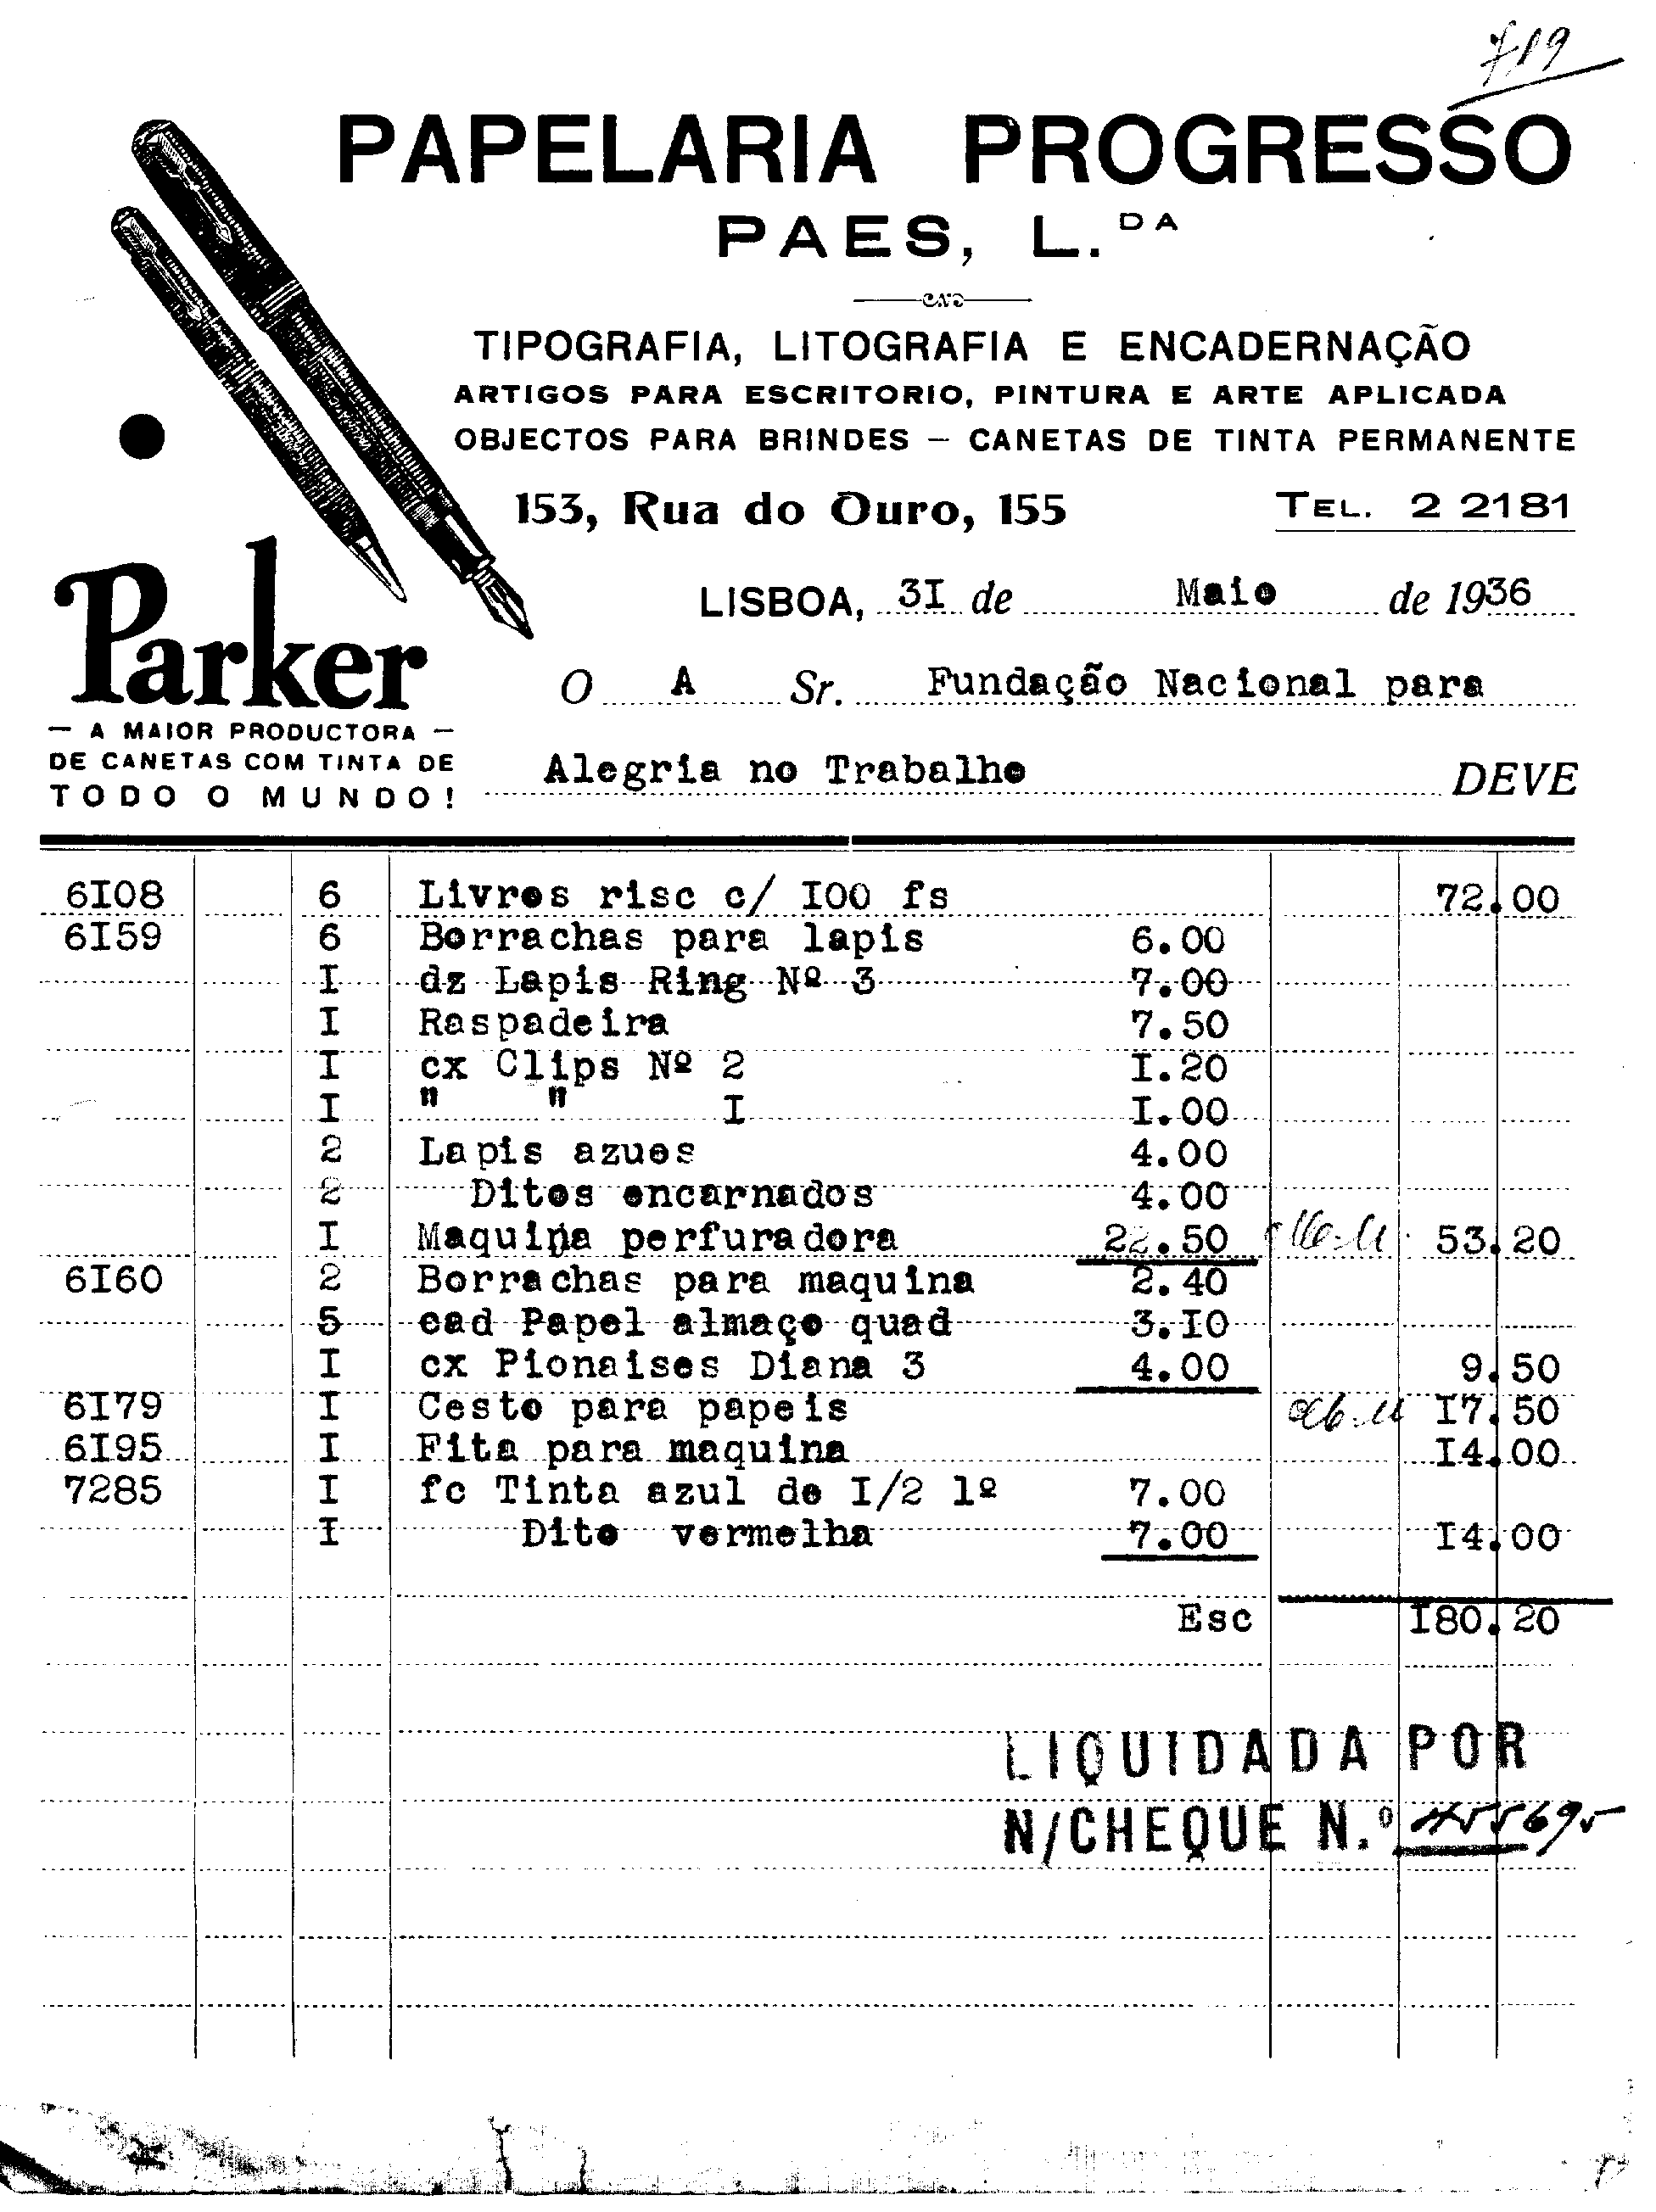 719
PAPELARIA PROGRESSO
PAES, L.DA
TIPOGRAFIA, LITOGRAFIA E ENCADERNAÇÃO
ARTIGOS PARA ESCRITORIO, PINTURA E ARTE APLICADA
OBJECTOS PARA BRINDES — CANETAS DE TINTA PERMANENTE
153, Rua do Ouro, 155 TEL. 2 2181
Parker
— A MAIOR PRODUCTORA —
DE CANETAS COM TINTA DE
TODO O MUNDO!
LISBOA, 3I de Maio de 1936
O A Sr. Fundação Nacional para
Alegria no Trabalho DEVE
6I08 6 Livros risc c/ I00 fs 72.00
6I59 6 Borrachas para lapis 6.00
I dz Lapis Ring Nº 3 7.00
I Raspadeira 7.50
I cx Clips Nº 2 I.20
I " " I I.00
2 Lapis azues 4.00
2 Ditos encarnados 4.00
I Maquina perfuradora 22.50 53.20
6I60 2 Borrachas para maquina 2.40
5 cad Papel almaço quad 3.I0
I cx Pionaises Diana 3 4.00 9.50
6I79 I Cesto para papeis I7.50
6I95 I Fita para maquina I4.00
7285 I fc Tinta azul de I/2 lº 7.00
I Dito vermelha 7.00 I4.00
Esc I80.20
LIQUIDADA POR
N/CHEQUE N.º